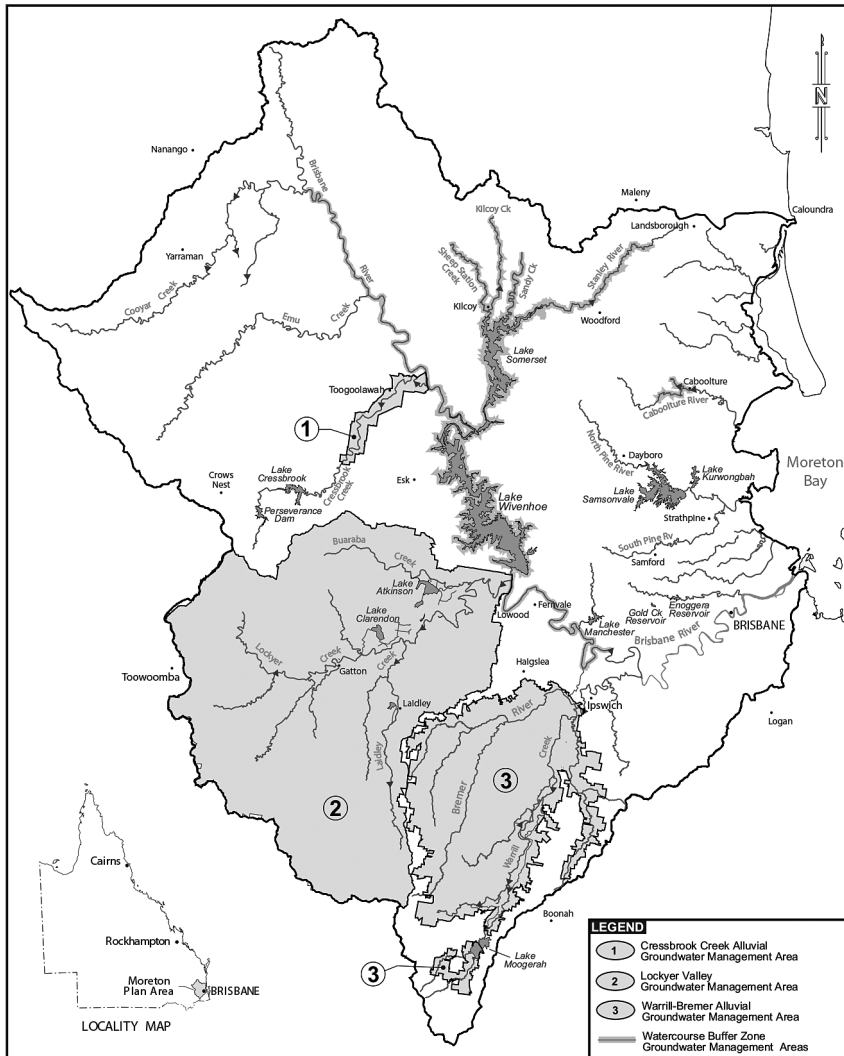 N
Nanango
Brisbane
Maleny
Kilcoy Ck
Caloundra
Landsborough
Yarraman
Sheep Station
Creek
Sandy Ck
Stanley River
River
Cooyar Creek
Kilcoy
Emu Creek
Woodford
Lake
Somerset
Toogoolawah
Caboolture
Caboolture River
1
North Pine
River
Dayboro
Lake
Kurwongbah
Moreton
Bay
Crows
Nest
Lake
Cressbrook
Cressbrook
Creek
Esk
Lake
Wivenhoe
Lake
Samsonvale
Perseverance
Dam
Strathpine
South Pine Rv
Samford
Buaraba Creek
Lake
Atkinson
Lowood
Fernvale
Gold Ck
Reservoir
Enoggera
Reservoir
Lake
Clarendon
Lake
Manchester
BRISBANE
Brisbane River
Lockyer
Creek
Creek
Gatton
Haigslea
Toowoomba
Laidley
Ipswich
River
Logan
Laidley
Bremer
Creek
3
2
Warrill
Boonah
3
Lake
Moogerah
Cairns
Rockhampton
Moreton
Plan Area
BRISBANE
LOCALITY MAP
LEGEND
1 Cressbrook Creek Alluvial
Groundwater Management Area
2 Lockyer Valley
Groundwater Management Area
3 Warrill-Bremer Alluvial
Groundwater Management Area
Watercourse Buffer Zone
Groundwater Management Areas